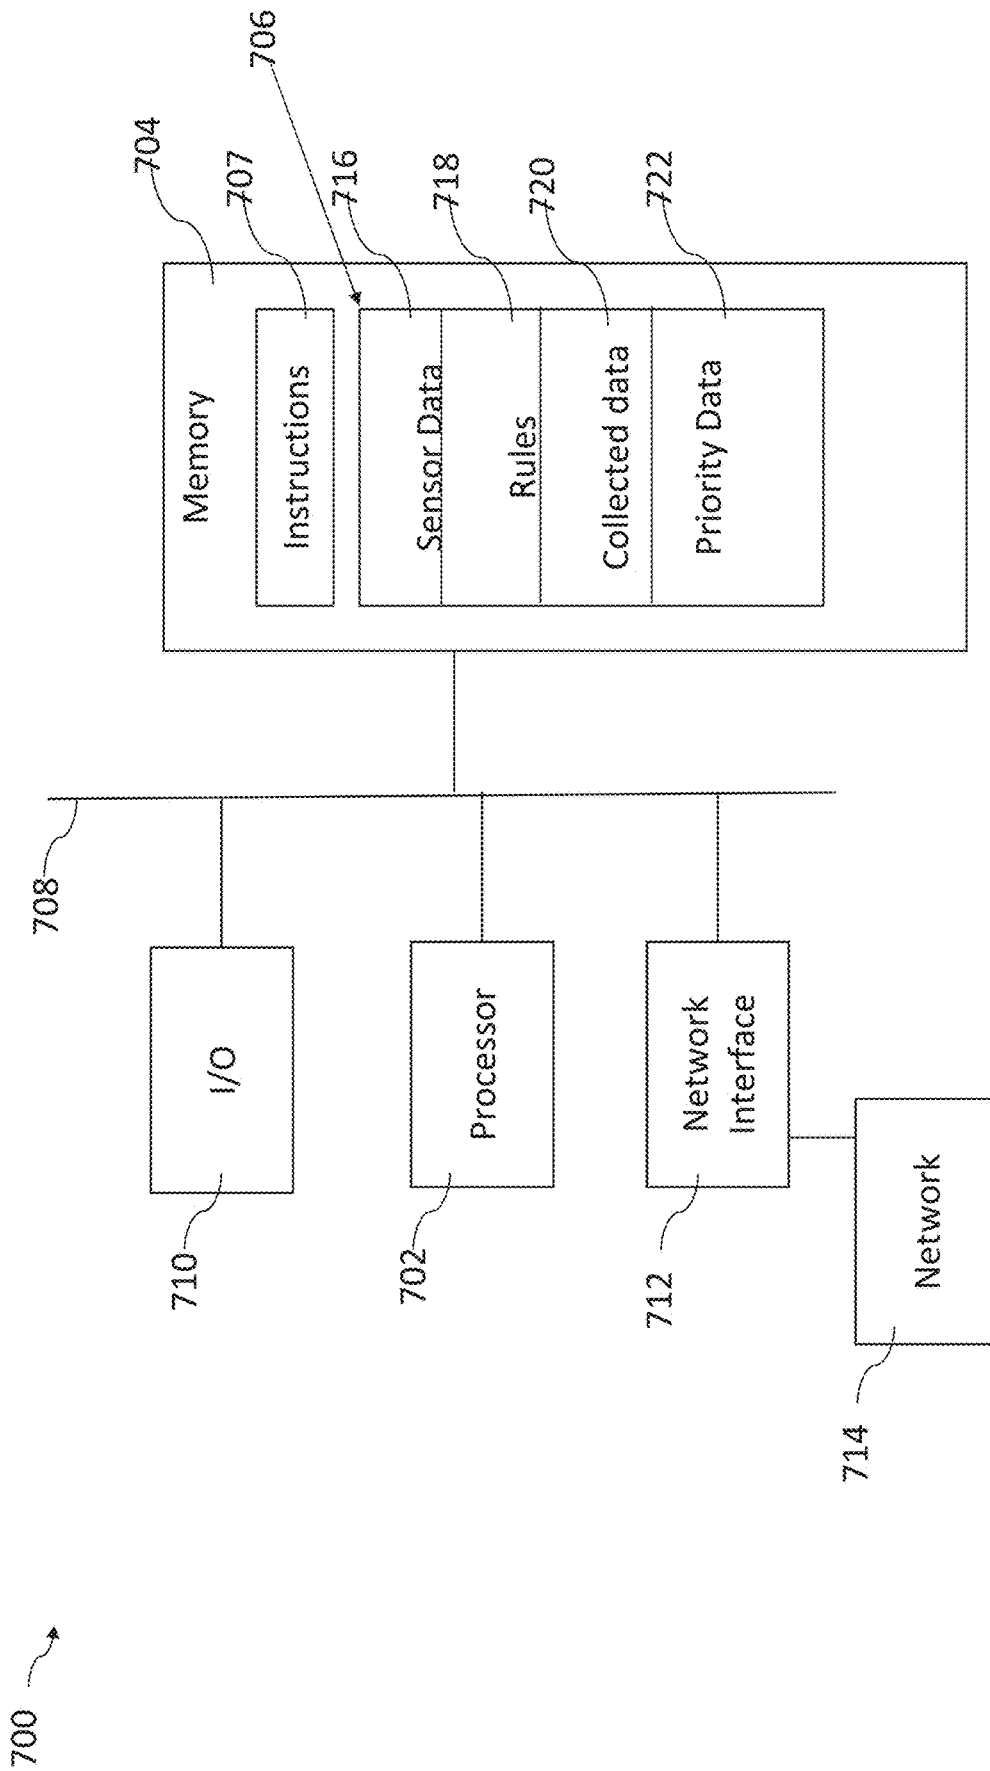 700
708
710
I/O
702
Processor
712
Network
Interface
714
Network
704
Memory
707
Instructions
706
716
Sensor Data
718
Rules
720
Collected data
722
Priority Data